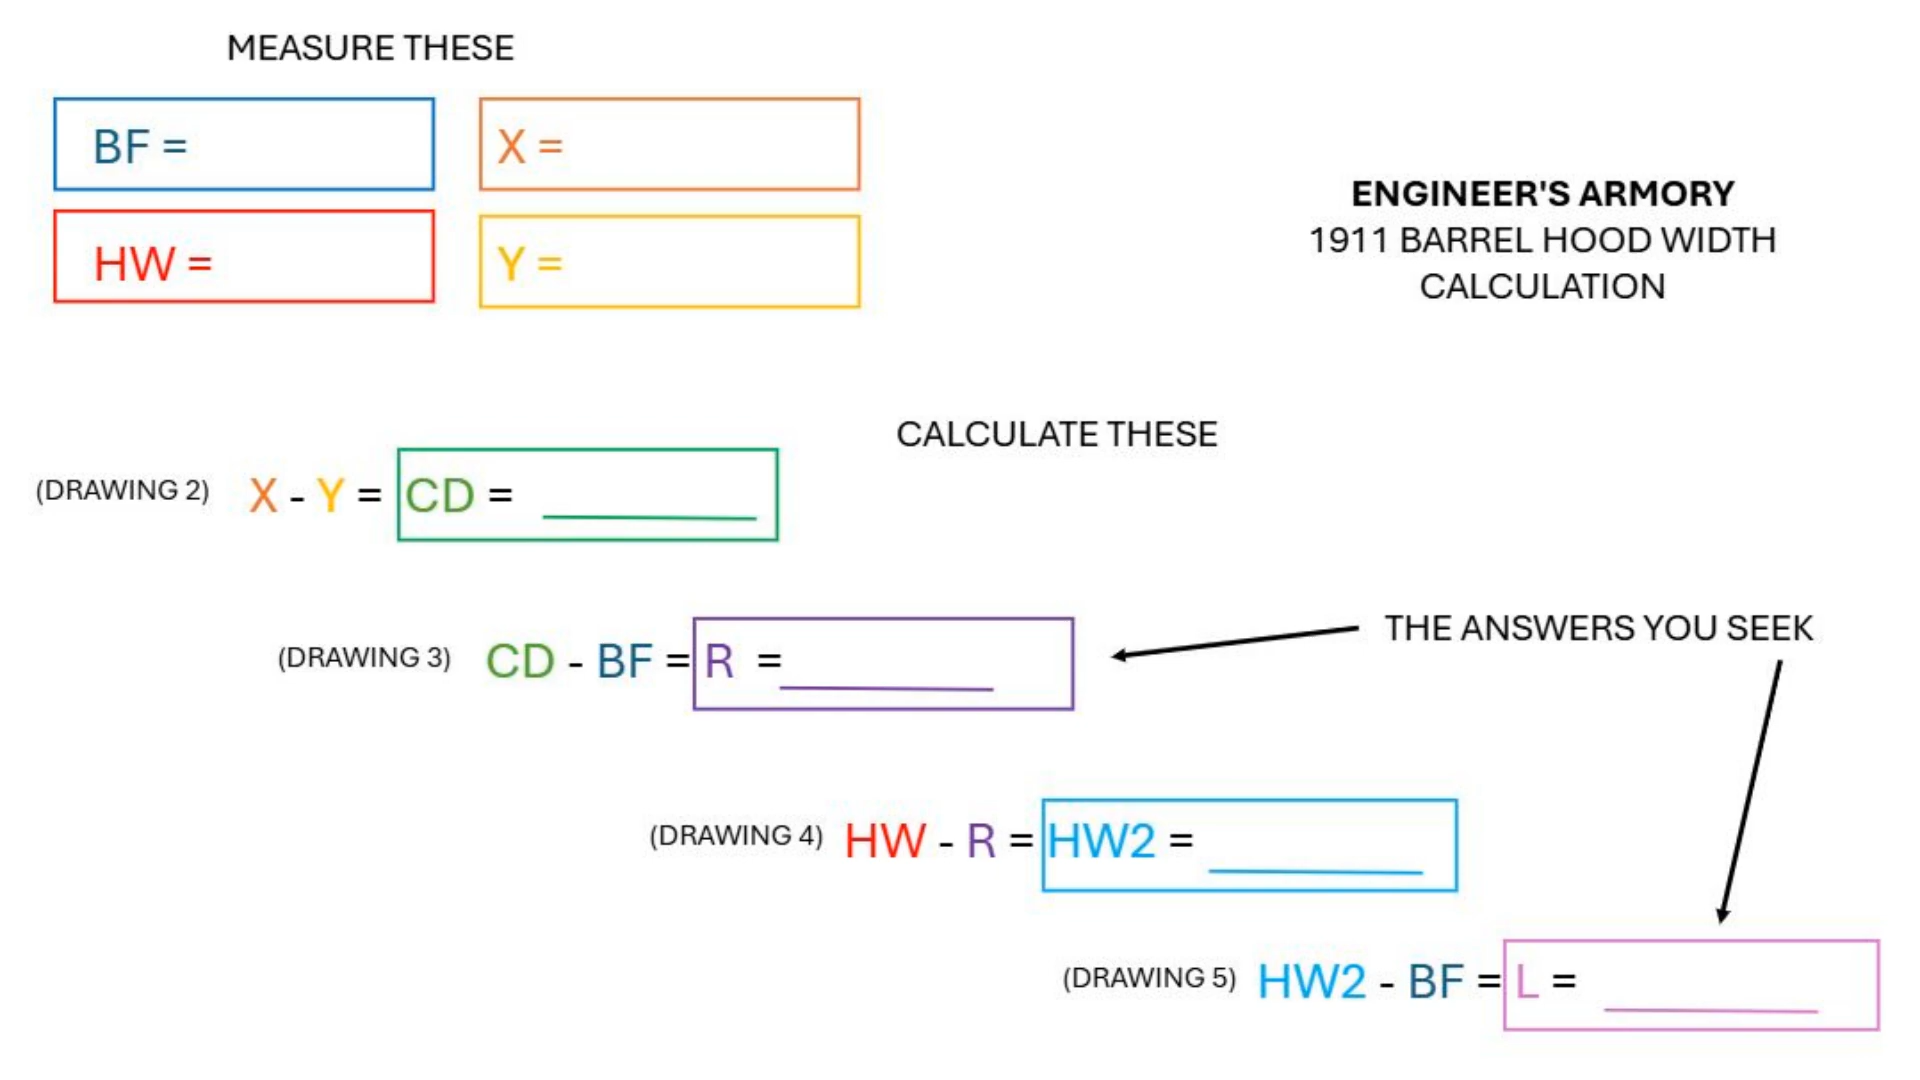 MEASURE THESE
BF =
X =
HW =
Y =
ENGINEER'S ARMORY
1911 BARREL HOOD WIDTH
CALCULATION
CALCULATE THESE
(DRAWING 2) X - Y = CD =
(DRAWING 3) CD - BF = R =
THE ANSWERS YOU SEEK
(DRAWING 4) HW - R = HW2 =
(DRAWING 5) HW2 - BF = L =